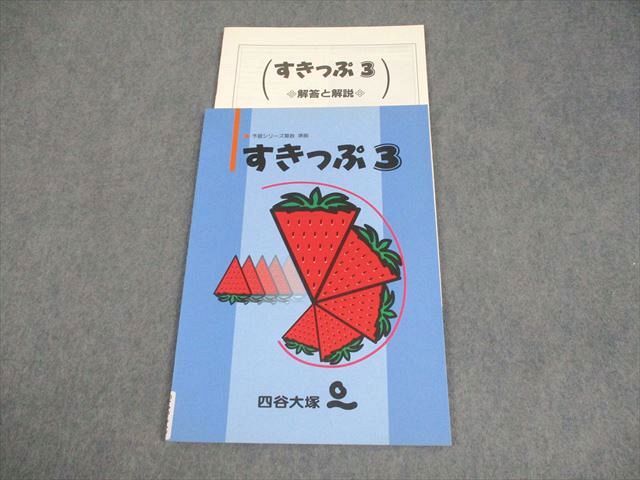 すきっぷ 3
解答と解説
予習シリーズ算数 準拠
すきっぷ 3
四谷大塚